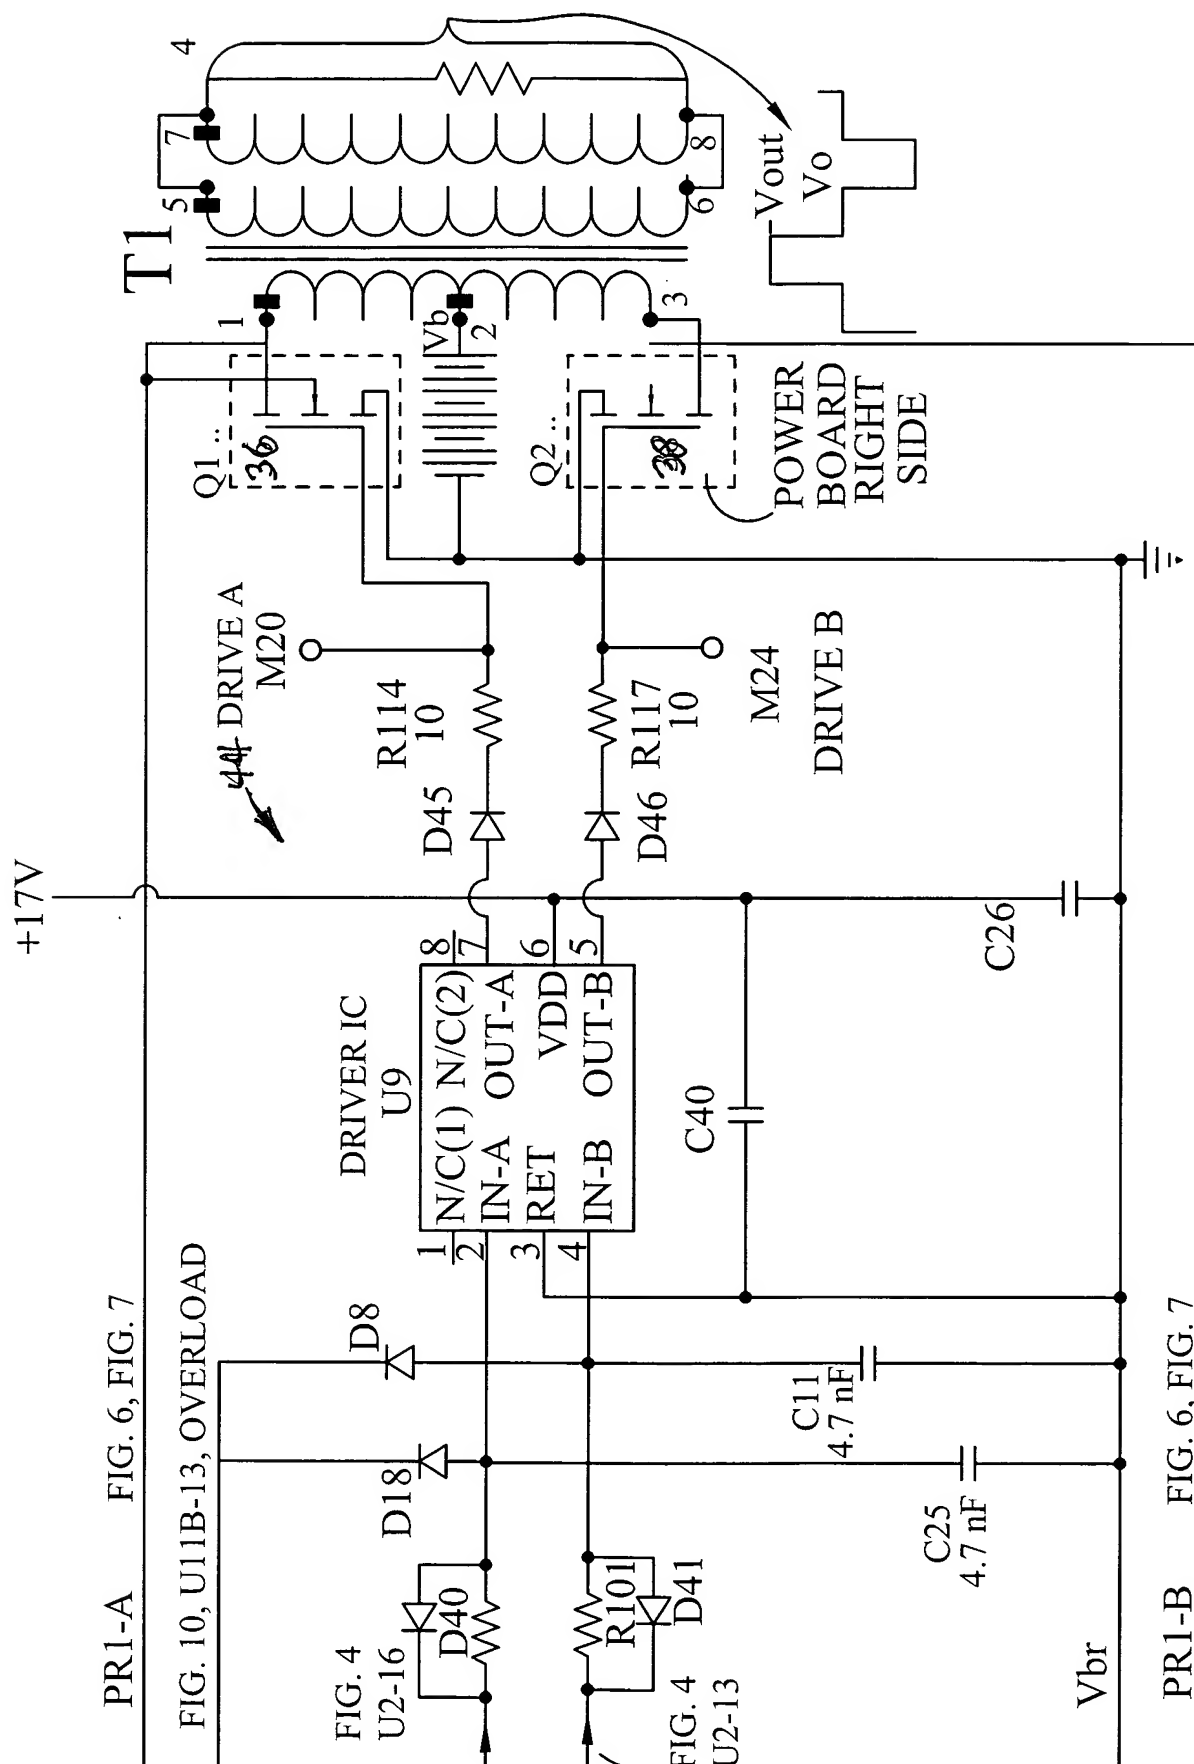 +17V
PR1-A
FIG. 6, FIG. 7
FIG. 10, U11B-13, OVERLOAD
44
DRIVE A
M20
Q1 ..
36
T1
1
5
7
4
FIG. 4
U2-16
D40
D18
D8
DRIVER IC
U9
N/C(1) N/C(2)
IN-A OUT-A
RET VDD
IN-B OUT-B
1
2
3
4
8
7
6
5
D45
R114
10
Vb
2
3
6
8
Q2 ..
38
Vout
Vo
FIG. 4
U2-13
R101
D41
D46
R117
10
M24
DRIVE B
POWER
BOARD
RIGHT
SIDE
C40
C11
4.7 nF
C25
4.7 nF
C26
Vbr
PR1-B
FIG. 6, FIG. 7